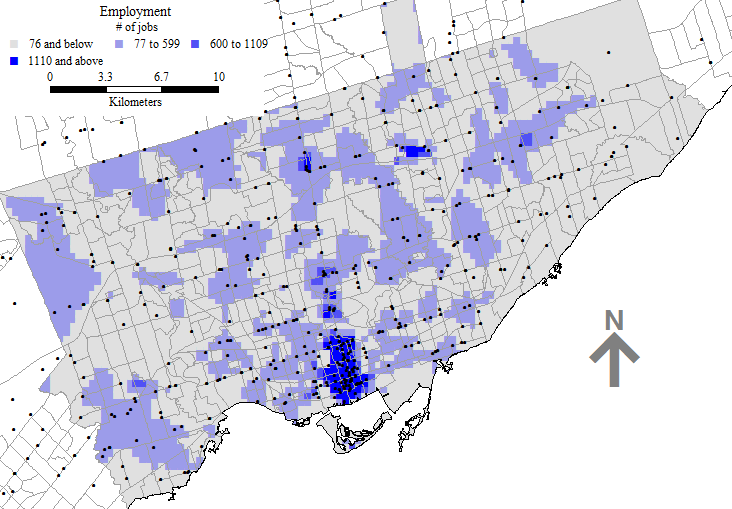 Employment
# of jobs
76 and below 77 to 599 600 to 1109
1110 and above
0 3.3 6.7 10
Kilometers
N